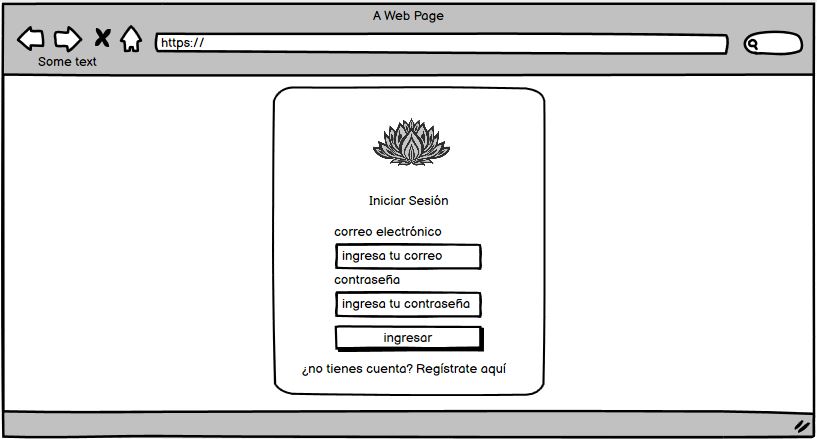 A Web Page
https://
Some text
Iniciar Sesión
correo electrónico
ingresa tu correo
contraseña
ingresa tu contraseña
ingresar
¿no tienes cuenta? Regístrate aquí